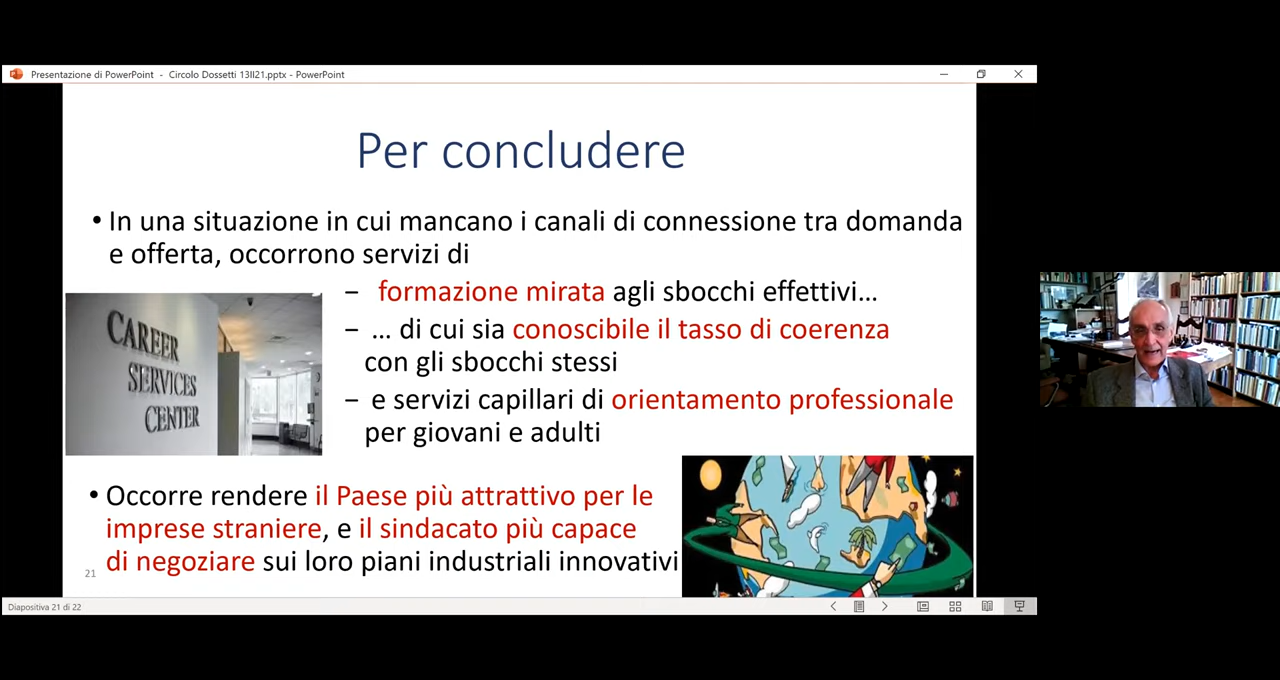 Presentazione di PowerPoint - Circolo Dossetti 13II21.pptx - PowerPoint
Per concludere
• In una situazione in cui mancano i canali di connessione tra domanda
e offerta, occorrono servizi di
– formazione mirata agli sbocchi effettivi…
– … di cui sia conoscibile il tasso di coerenza
con gli sbocchi stessi
– e servizi capillari di orientamento professionale
per giovani e adulti
CAREER
SERVICES
CENTER
• Occorre rendere il Paese più attrattivo per le
imprese straniere, e il sindacato più capace
di negoziare sui loro piani industriali innovativi
21
Diapositiva 21 di 22